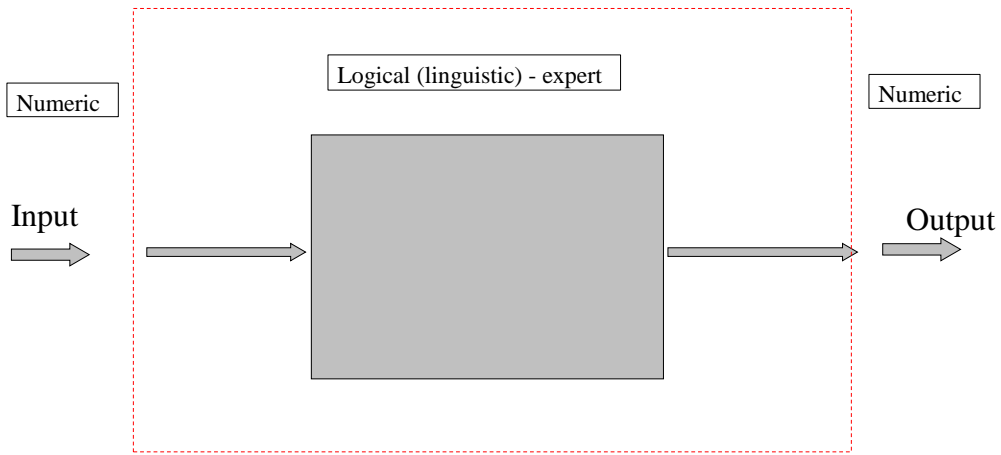 Logical (linguistic) - expert
Numeric
Numeric
Input
Output